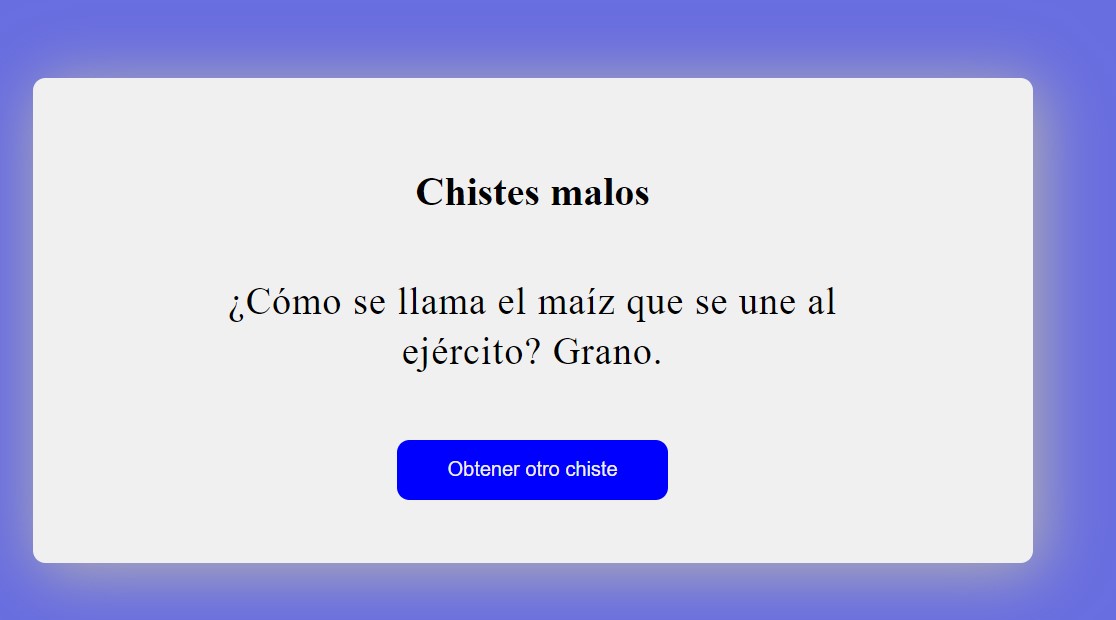 Chistes malos
¿Cómo se llama el maíz que se une al
ejército? Grano.
Obtener otro chiste